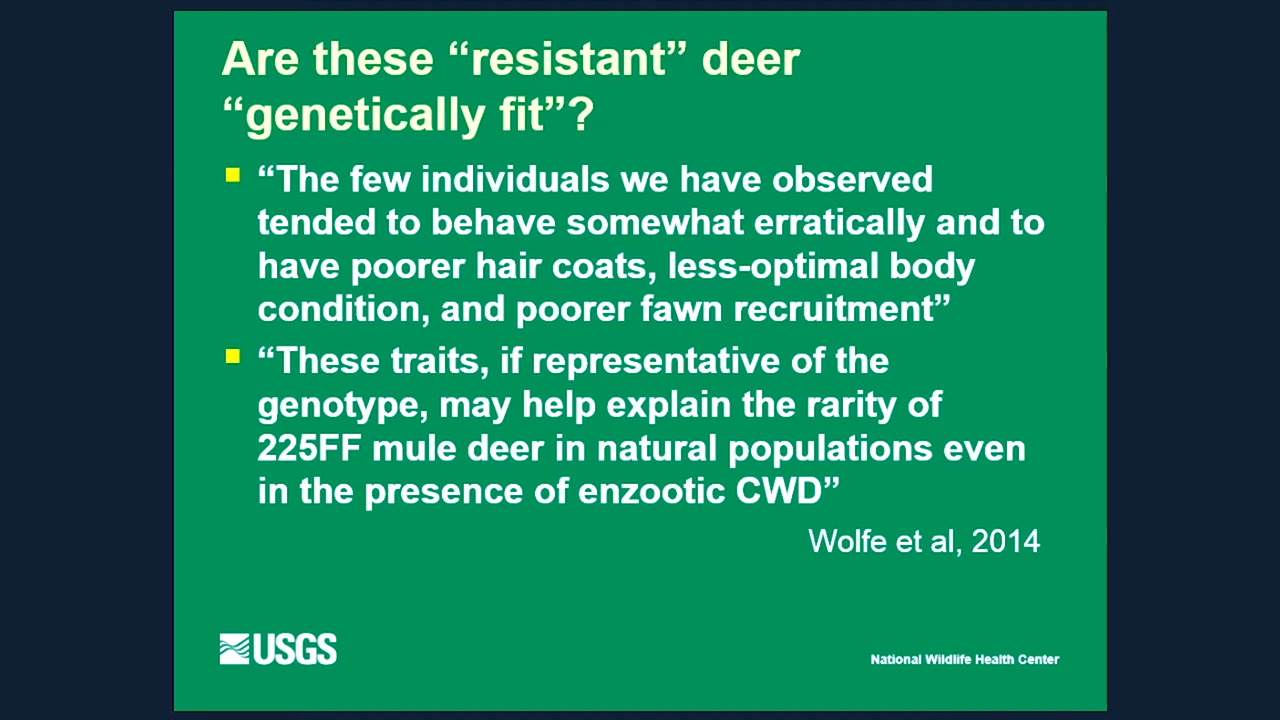 Are these “resistant” deer
“genetically fit”?
“The few individuals we have observed
tended to behave somewhat erratically and to
have poorer hair coats, less-optimal body
condition, and poorer fawn recruitment”
“These traits, if representative of the
genotype, may help explain the rarity of
225FF mule deer in natural populations even
in the presence of enzootic CWD”
Wolfe et al, 2014
USGS
National Wildlife Health Center